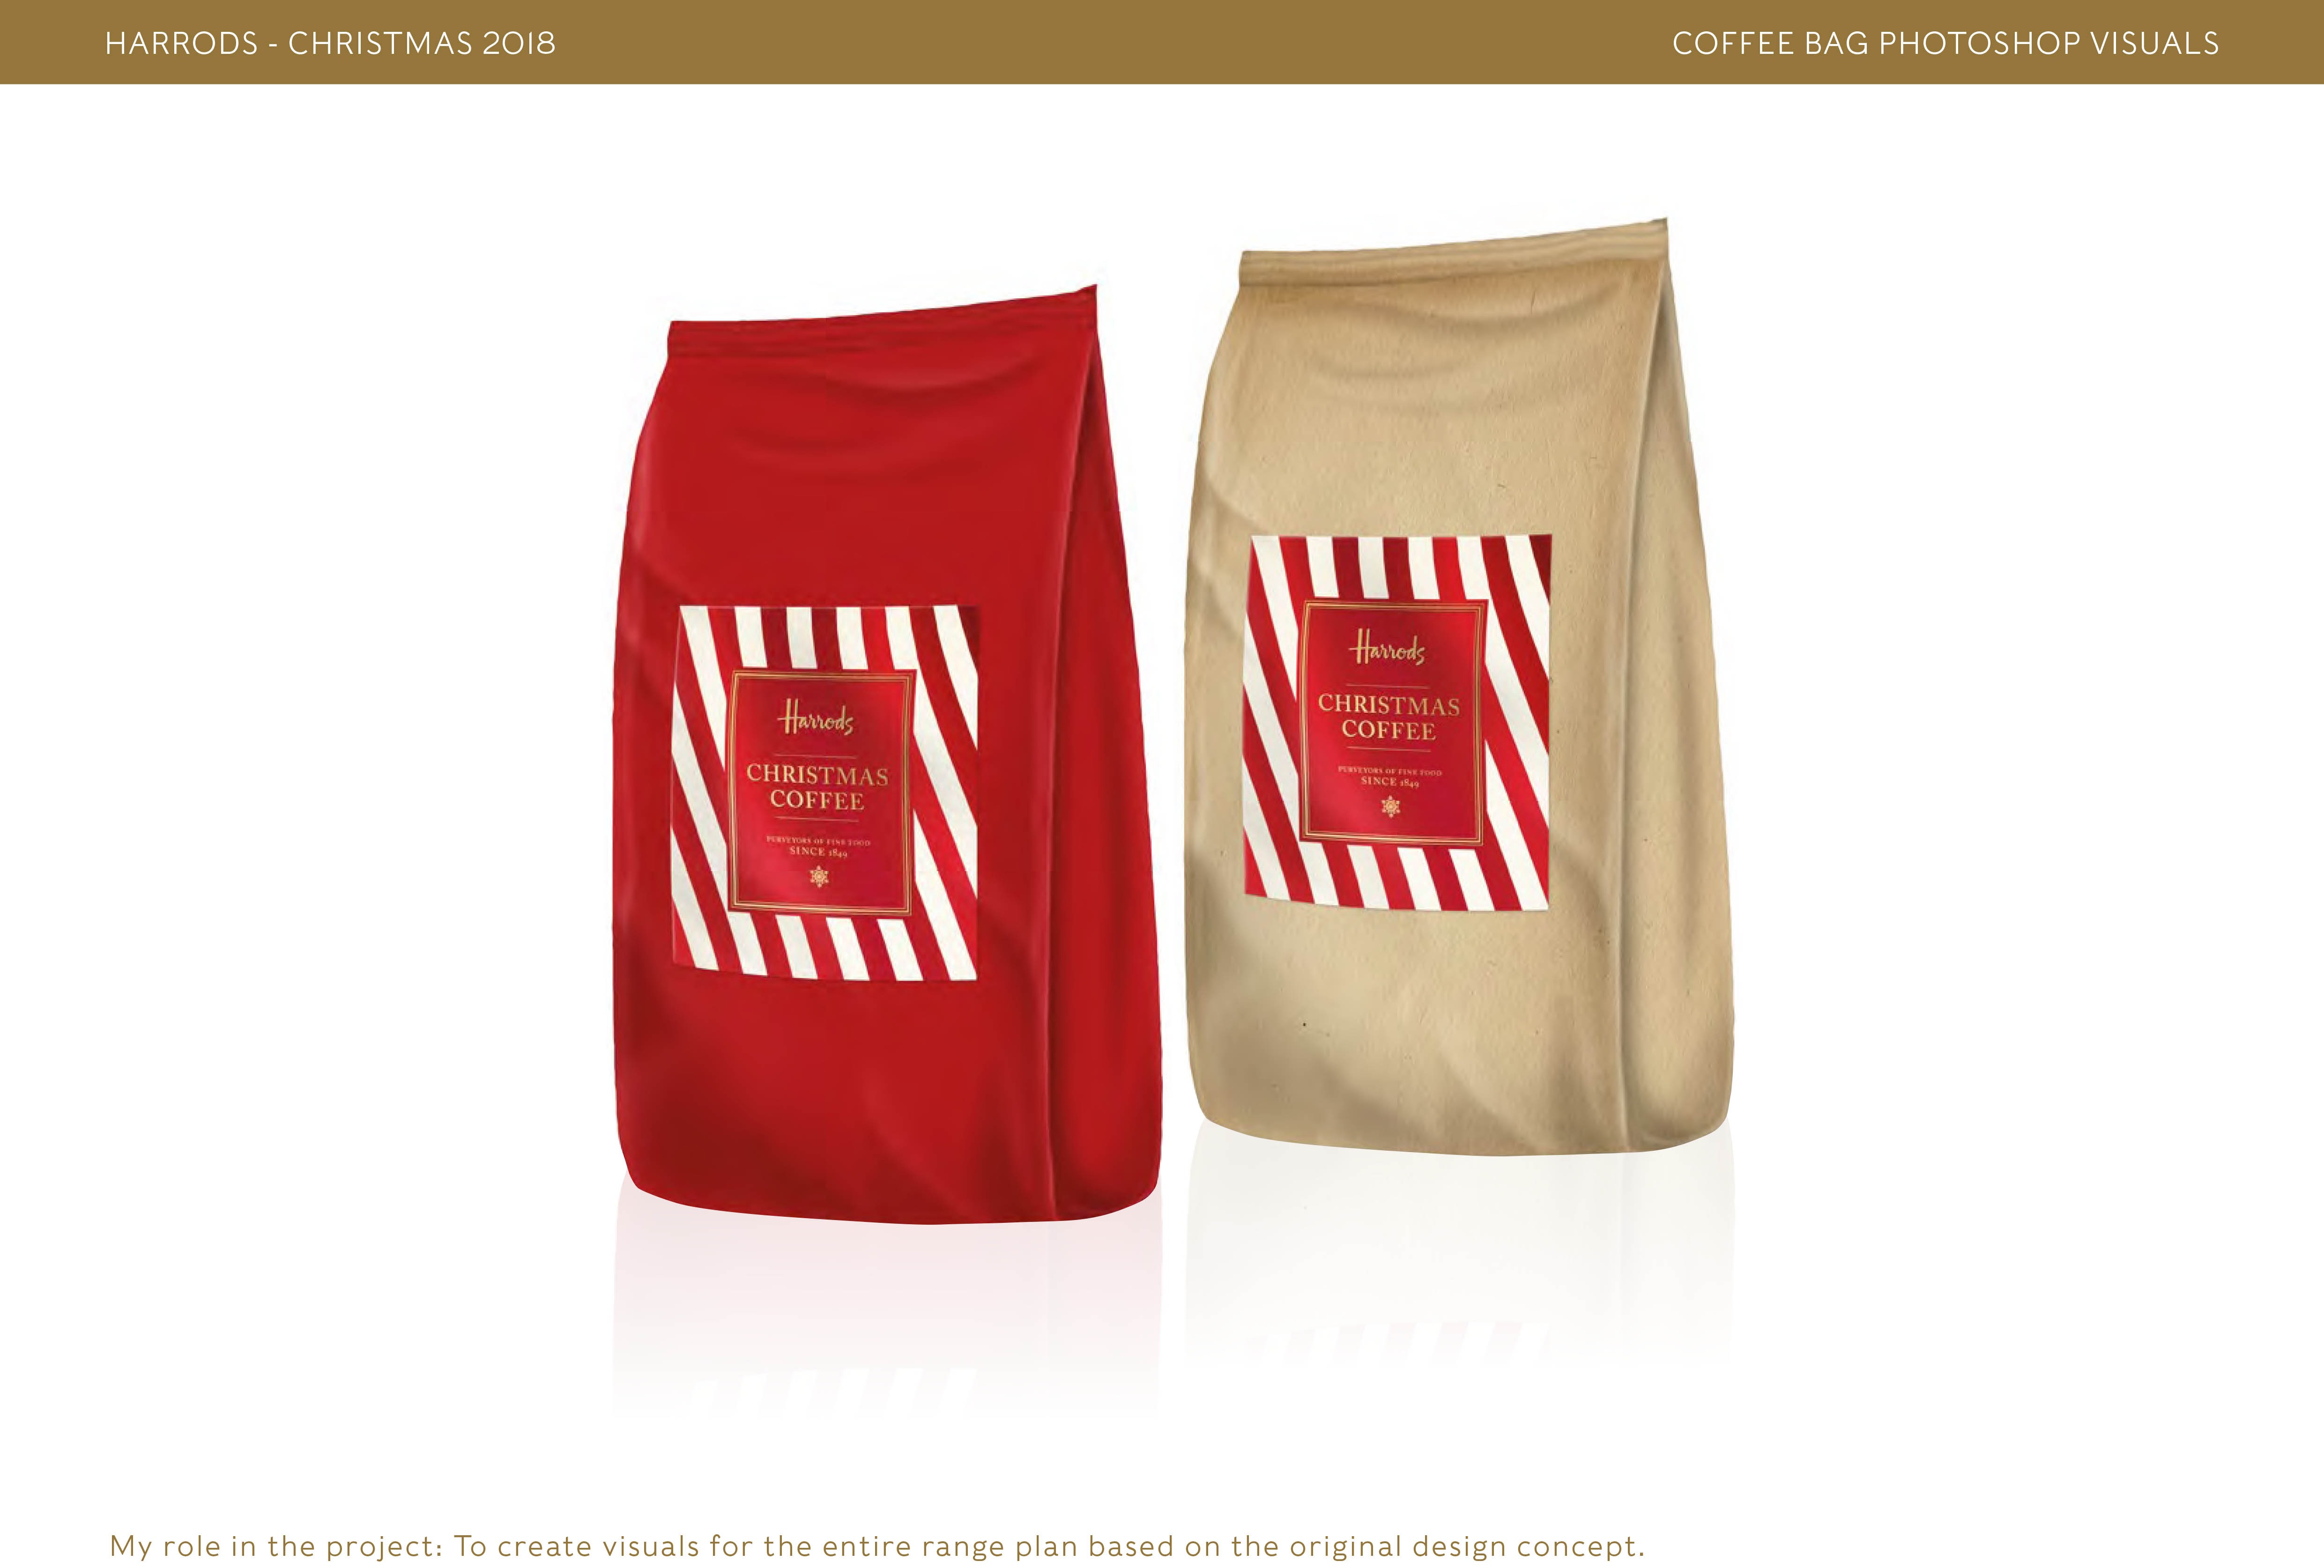 HARRODS - CHRISTMAS 2018
COFFEE BAG PHOTOSHOP VISUALS
Harrods
CHRISTMAS
COFFEE
PURVEYORS OF FINE FOOD
SINCE 1849
Harrods
CHRISTMAS
COFFEE
PURVEYORS OF FINE FOOD
SINCE 1849
My role in the project: To create visuals for the entire range plan based on the original design concept.